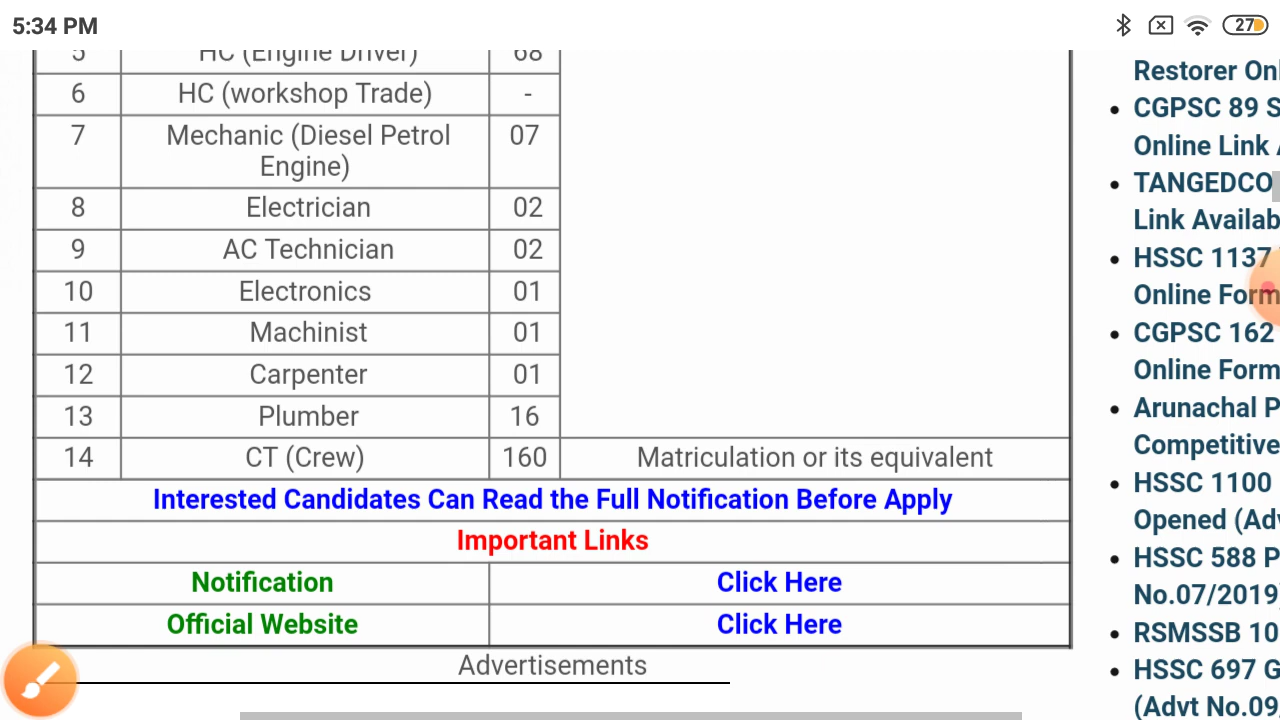 5:34 PM
27
5 HC (Engine Driver) 68
6 HC (workshop Trade) -
7 Mechanic (Diesel Petrol Engine) 07
8 Electrician 02
9 AC Technician 02
10 Electronics 01
11 Machinist 01
12 Carpenter 01
13 Plumber 16
14 CT (Crew) 160 Matriculation or its equivalent
Interested Candidates Can Read the Full Notification Before Apply
Important Links
Notification Click Here
Official Website Click Here
Advertisements
Restorer Onl
• CGPSC 89 S
Online Link
• TANGEDCO
Link Availab
• HSSC 1137
Online Form
• CGPSC 162
Online Form
• Arunachal P
Competitive
• HSSC 1100
Opened (Adv
• HSSC 588 P
No.07/2019
• RSMSSB 10
• HSSC 697 G
(Advt No.09